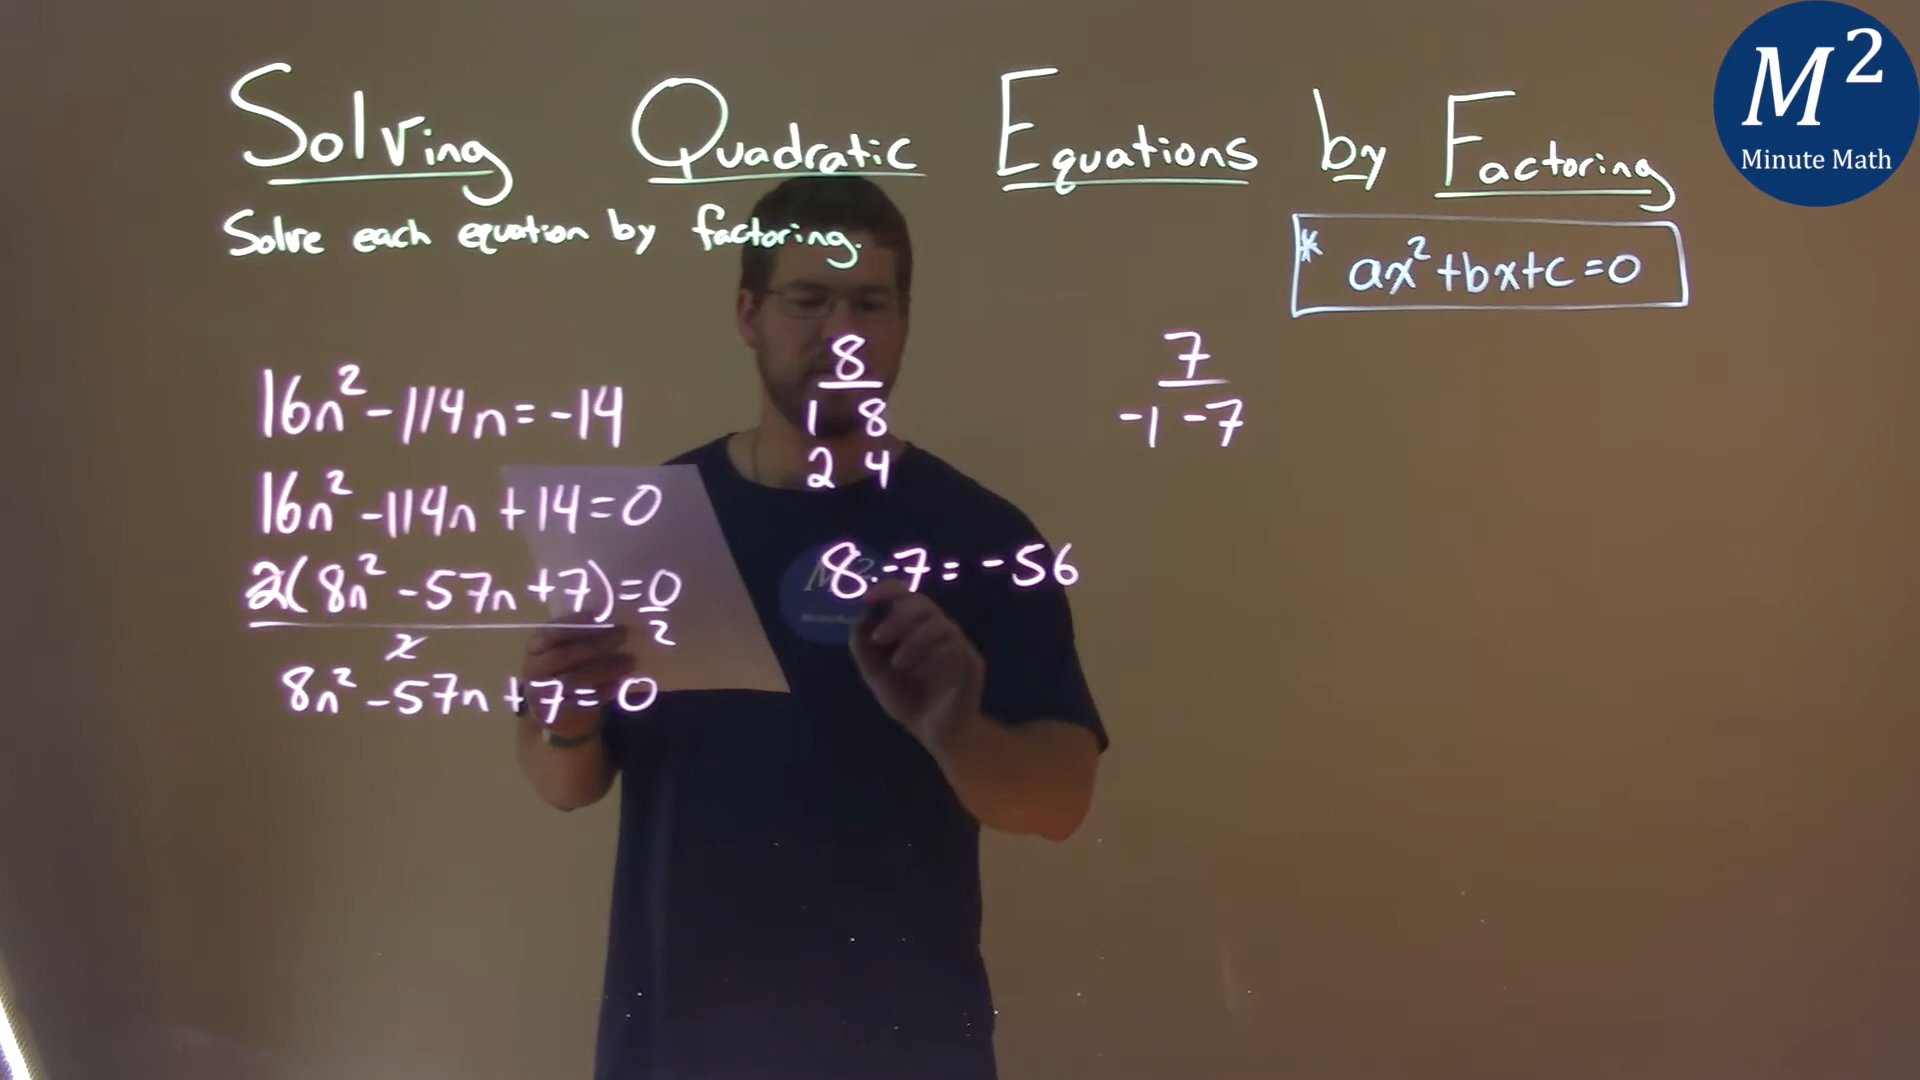 M²
Minute Math
Solving Quadratic Equations by Factoring
Solve each equation by factoring.
* ax²+bx+c=0
16n²-114n=-14
16n²-114n+14=0
2(8n²-57n+7)=0
2 2
8n²-57n+7=0
8
1 8
2 4
8·-7=-56
7
-1 -7